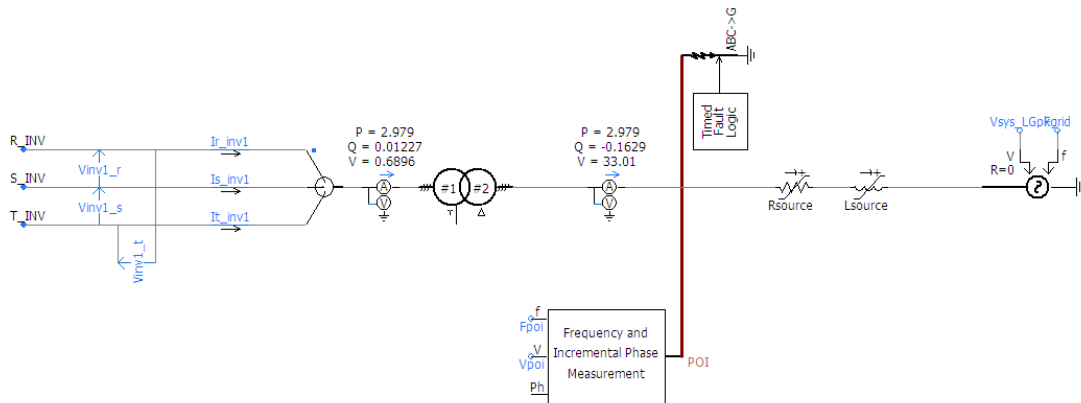 ABC->G
Timed
Fault
Logic
P = 2.979
Q = 0.01227
V = 0.6896
P = 2.979
Q = -0.1629
V = 33.01
R_INV
S_INV
T_INV
Vinv1_r
Vinv1_s
Vinv1_t
Ir_inv1
Is_inv1
It_inv1
A
V
#1
#2
A
V
Rsource
Lsource
V
f
R=0
f
Fpoi
V
Vpoi
Ph
Frequency and
Incremental Phase
Measurement
POI